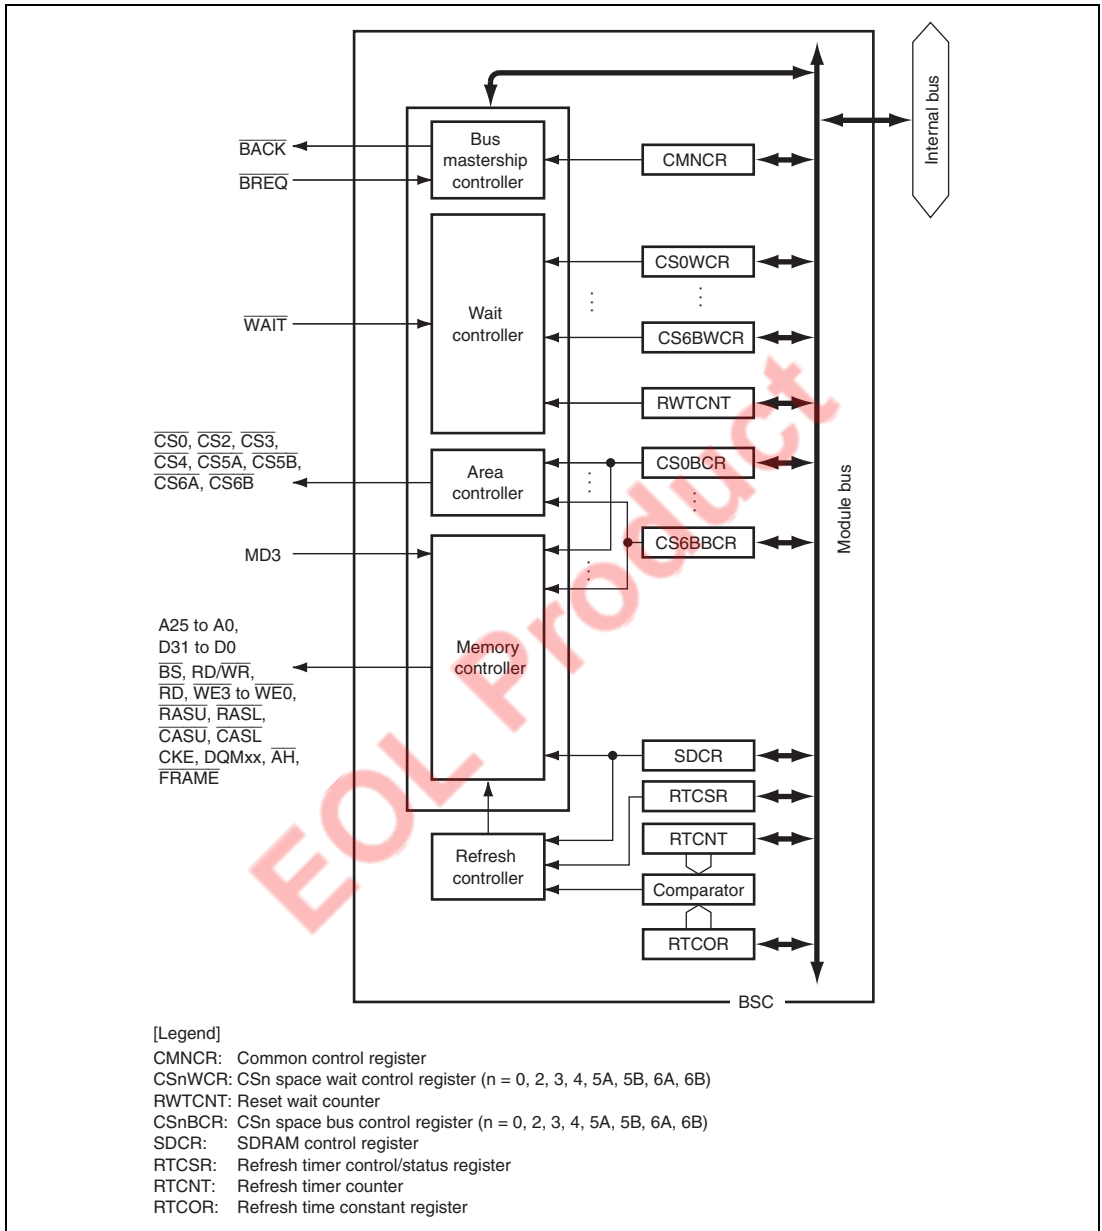 Internal bus
BACK
BREQ
Bus
mastership
controller
CMNCR
CS0WCR
WAIT
Wait
controller
CS6BWCR
RWTCNT
CS0, CS2, CS3,
CS4, CS5A, CS5B,
CS6A, CS6B
Area
controller
CS0BCR
Module bus
MD3
CS6BBCR
A25 to A0,
D31 to D0
BS, RD/WR,
RD, WE3 to WE0,
RASU, RASL,
CASU, CASL
CKE, DQMxx, AH,
FRAME
Memory
controller
SDCR
RTCSR
RTCNT
Refresh
controller
Comparator
RTCOR
BSC
EOL Product
[Legend]
CMNCR: Common control register
CSnWCR: CSn space wait control register (n = 0, 2, 3, 4, 5A, 5B, 6A, 6B)
RWTCNT: Reset wait counter
CSnBCR: CSn space bus control register (n = 0, 2, 3, 4, 5A, 5B, 6A, 6B)
SDCR: SDRAM control register
RTCSR: Refresh timer control/status register
RTCNT: Refresh timer counter
RTCOR: Refresh time constant register